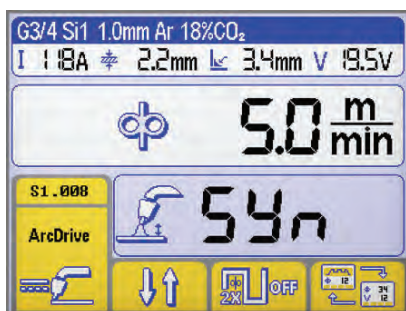 G3/4 Si1 1.0mm Ar 18%CO₂
I 118A 2.2mm 3.4mm V 19.5V
5.0 m/min
S1.008
Syn
ArcDrive
2X OFF
12 34 V 12